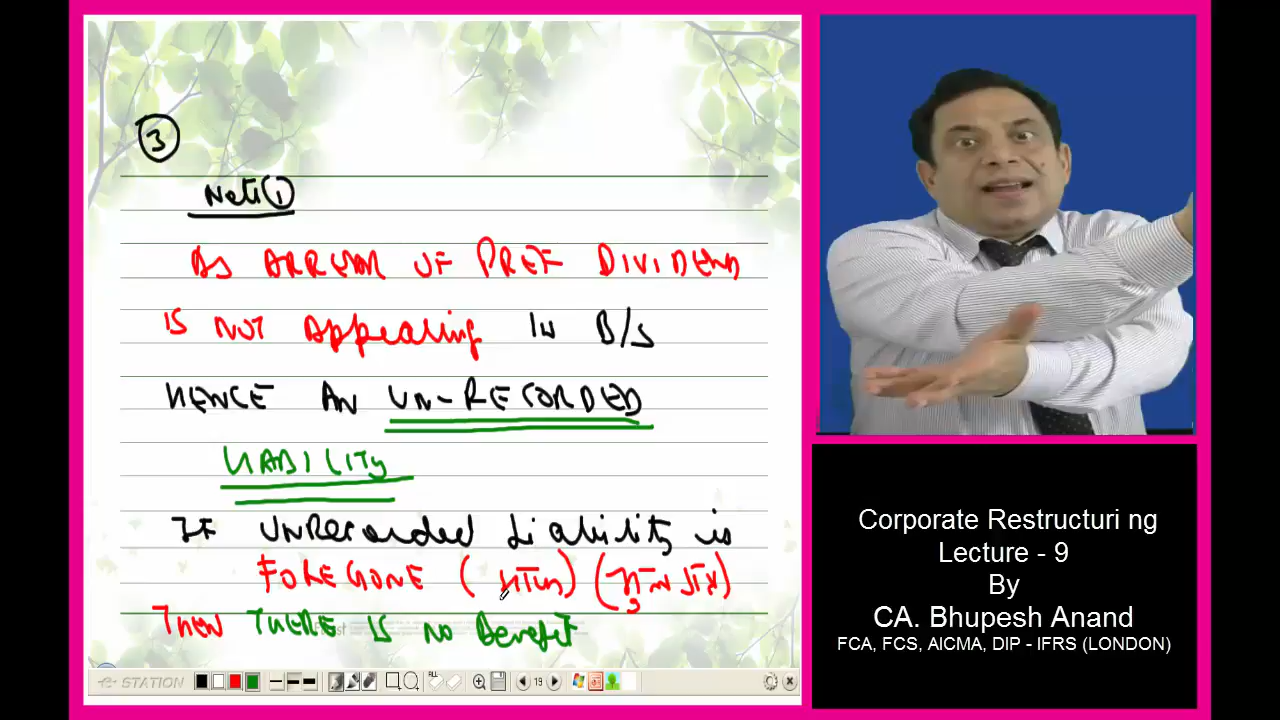 3
Note 1
AS ARREAR OF PREF DIVIDEND
IS NOT Appearing IN B/S
HENCE AN UN-RECORDED
LIABILITY
IF UNRecorded Liability is
FOREGONE ( ) ( )
THEN THERE IS NO Benefit
e-STATION
19
Corporate Restructuri ng
Lecture - 9
By
CA. Bhupesh Anand
FCA, FCS, AICMA, DIP - IFRS (LONDON)